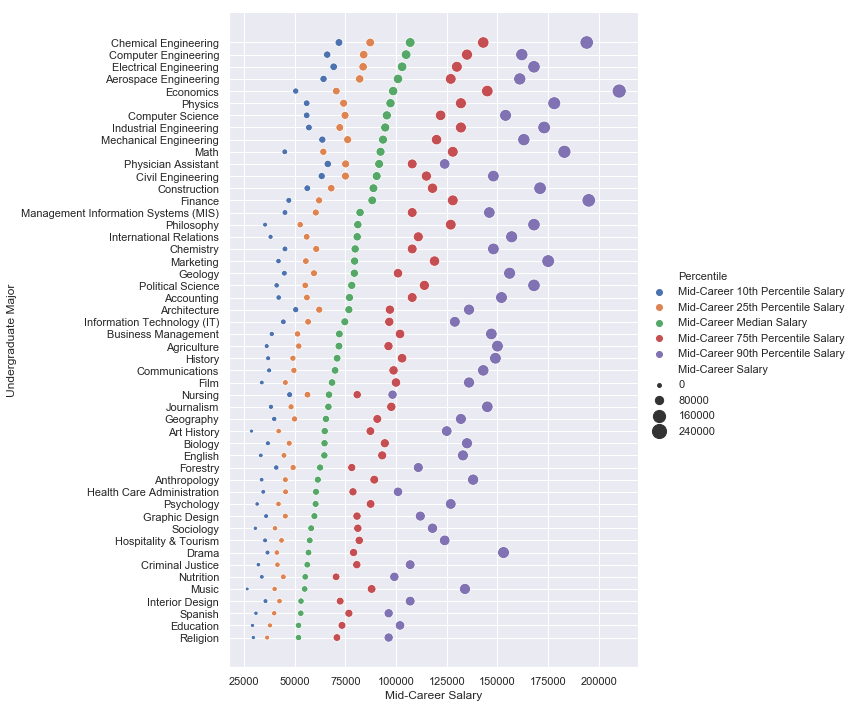 Chemical Engineering
Computer Engineering
Electrical Engineering
Aerospace Engineering
Economics
Physics
Computer Science
Industrial Engineering
Mechanical Engineering
Math
Physician Assistant
Civil Engineering
Construction
Finance
Management Information Systems (MIS)
Philosophy
International Relations
Chemistry
Marketing
Geology
Political Science
Accounting
Architecture
Information Technology (IT)
Business Management
Agriculture
History
Communications
Film
Nursing
Journalism
Geography
Art History
Biology
English
Forestry
Anthropology
Health Care Administration
Psychology
Graphic Design
Sociology
Hospitality & Tourism
Drama
Criminal Justice
Nutrition
Music
Interior Design
Spanish
Education
Religion
Undergraduate Major
25000 50000 75000 100000 125000 150000 175000 200000
Mid-Career Salary
Percentile
Mid-Career 10th Percentile Salary
Mid-Career 25th Percentile Salary
Mid-Career Median Salary
Mid-Career 75th Percentile Salary
Mid-Career 90th Percentile Salary
Mid-Career Salary
0
80000
160000
240000